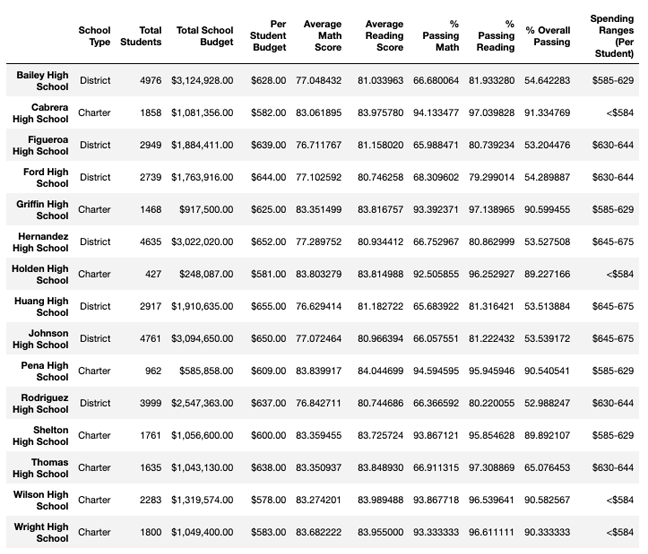 School Type Total Students Total School Budget Per Student Budget Average Math Score Average Reading Score % Passing Math % Passing Reading % Overall Passing Spending Ranges (Per Student)
Bailey High School District 4976 $3,124,928.00 $628.00 77.048432 81.033963 66.680064 81.933280 54.642283 $585-629
Cabrera High School Charter 1858 $1,081,356.00 $582.00 83.061895 83.975780 94.133477 97.039828 91.334769 <$584
Figueroa High School District 2949 $1,884,411.00 $639.00 76.711767 81.158020 65.988471 80.739234 53.204476 $630-644
Ford High School District 2739 $1,763,916.00 $644.00 77.102592 80.746258 68.309602 79.299014 54.289887 $630-644
Griffin High School Charter 1468 $917,500.00 $625.00 83.351499 83.816757 93.392371 97.138965 90.599455 $585-629
Hernandez High School District 4635 $3,022,020.00 $652.00 77.289752 80.934412 66.752967 80.862999 53.527508 $645-675
Holden High School Charter 427 $248,087.00 $581.00 83.803279 83.814988 92.505855 96.252927 89.227166 <$584
Huang High School District 2917 $1,910,635.00 $655.00 76.629414 81.182722 65.683922 81.316421 53.513884 $645-675
Johnson High School District 4761 $3,094,650.00 $650.00 77.072464 80.966394 66.057551 81.222432 53.539172 $645-675
Pena High School Charter 962 $585,858.00 $609.00 83.839917 84.044699 94.594595 95.945946 90.540541 $585-629
Rodriguez High School District 3999 $2,547,363.00 $637.00 76.842711 80.744686 66.366592 80.220055 52.988247 $630-644
Shelton High School Charter 1761 $1,056,600.00 $600.00 83.359455 83.725724 93.867121 95.854628 89.892107 $585-629
Thomas High School Charter 1635 $1,043,130.00 $638.00 83.350937 83.848930 66.911315 97.308869 65.076453 $630-644
Wilson High School Charter 2283 $1,319,574.00 $578.00 83.274201 83.989488 93.867718 96.539641 90.582567 <$584
Wright High School Charter 1800 $1,049,400.00 $583.00 83.682222 83.955000 93.333333 96.611111 90.333333 <$584